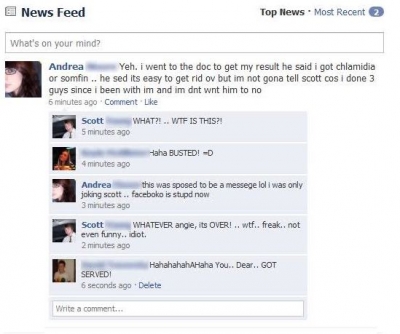 News Feed
Top News · Most Recent 2
What's on your mind?
Andrea Yeh. i went to the doc to get my result he said i got chlamidia
or somfin .. he sed its easy to get rid ov but im not gona tell scott cos i done 3
guys since i been with im and im dnt wnt him to no
6 minutes ago · Comment · Like
Scott WHAT?! .. WTF IS THIS?!
5 minutes ago
Haha BUSTED! =D
4 minutes ago
Andrea this was sposed to be a messege lol i was only
joking scott .. faceboko is stupd now
3 minutes ago
Scott WHATEVER angie, its OVER! .. wtf.. freak.. not
even funny.. idiot.
2 minutes ago
HahahahahAHaha You.. Dear.. GOT
SERVED!
6 seconds ago · Delete
Write a comment...